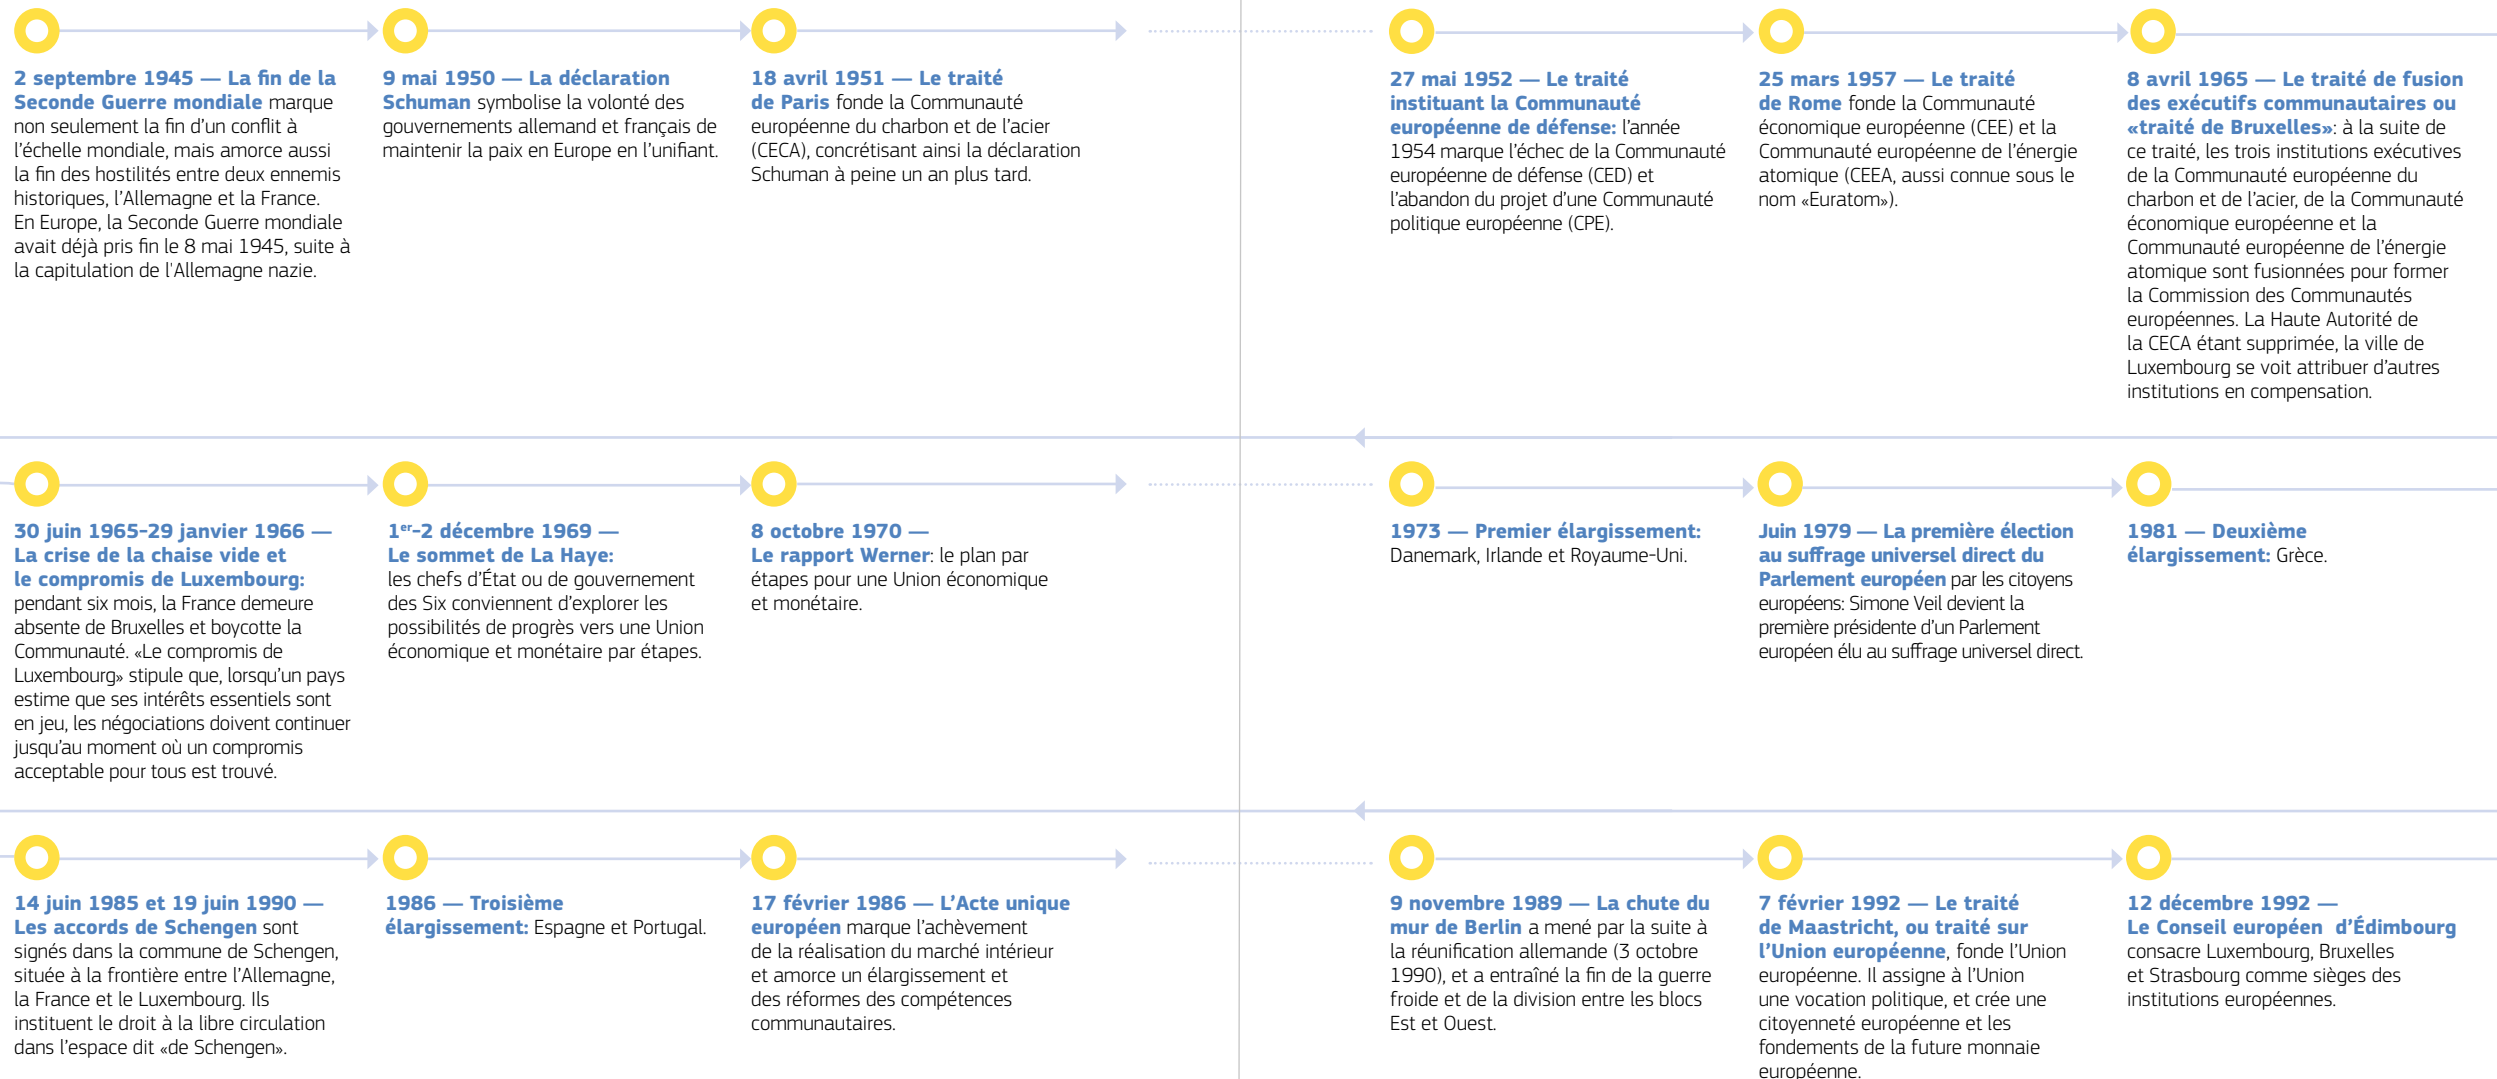 2 septembre 1945 — La fin de la
Seconde Guerre mondiale marque
non seulement la fin d’un conflit à
l’échelle mondiale, mais amorce aussi
la fin des hostilités entre deux ennemis
historiques, l’Allemagne et la France.
En Europe, la Seconde Guerre mondiale
avait déjà pris fin le 8 mai 1945, suite à
la capitulation de l'Allemagne nazie.
9 mai 1950 — La déclaration
Schuman symbolise la volonté des
gouvernements allemand et français de
maintenir la paix en Europe en l’unifiant.
18 avril 1951 — Le traité
de Paris fonde la Communauté
européenne du charbon et de l’acier
(CECA), concrétisant ainsi la déclaration
Schuman à peine un an plus tard.
27 mai 1952 — Le traité
instituant la Communauté
européenne de défense: l’année
1954 marque l’échec de la Communauté
européenne de défense (CED) et
l’abandon du projet d’une Communauté
politique européenne (CPE).
25 mars 1957 — Le traité
de Rome fonde la Communauté
économique européenne (CEE) et la
Communauté européenne de l’énergie
atomique (CEEA, aussi connue sous le
nom «Euratom»).
8 avril 1965 — Le traité de fusion
des exécutifs communautaires ou
«traité de Bruxelles»: à la suite de
ce traité, les trois institutions exécutives
de la Communauté européenne du
charbon et de l’acier, de la Communauté
économique européenne et la
Communauté européenne de l’énergie
atomique sont fusionnées pour former
la Commission des Communautés
européennes. La Haute Autorité de
la CECA étant supprimée, la ville de
Luxembourg se voit attribuer d’autres
institutions en compensation.
30 juin 1965-29 janvier 1966 —
La crise de la chaise vide et
le compromis de Luxembourg:
pendant six mois, la France demeure
absente de Bruxelles et boycotte la
Communauté. «Le compromis de
Luxembourg» stipule que, lorsqu’un pays
estime que ses intérêts essentiels sont
en jeu, les négociations doivent continuer
jusqu’au moment où un compromis
acceptable pour tous est trouvé.
1er-2 décembre 1969 —
Le sommet de La Haye:
les chefs d’État ou de gouvernement
des Six conviennent d’explorer les
possibilités de progrès vers une Union
économique et monétaire par étapes.
8 octobre 1970 —
Le rapport Werner: le plan par
étapes pour une Union économique
et monétaire.
1973 — Premier élargissement:
Danemark, Irlande et Royaume-Uni.
Juin 1979 — La première élection
au suffrage universel direct du
Parlement européen par les citoyens
européens: Simone Veil devient la
première présidente d’un Parlement
européen élu au suffrage universel direct.
1981 — Deuxième
élargissement: Grèce.
14 juin 1985 et 19 juin 1990 —
Les accords de Schengen sont
signés dans la commune de Schengen,
située à la frontière entre l’Allemagne,
la France et le Luxembourg. Ils
instituent le droit à la libre circulation
dans l’espace dit «de Schengen».
1986 — Troisième
élargissement: Espagne et Portugal.
17 février 1986 — L’Acte unique
européen marque l’achèvement
de la réalisation du marché intérieur
et amorce un élargissement et
des réformes des compétences
communautaires.
9 novembre 1989 — La chute du
mur de Berlin a mené par la suite à
la réunification allemande (3 octobre
1990), et a entraîné la fin de la guerre
froide et de la division entre les blocs
Est et Ouest.
7 février 1992 — Le traité
de Maastricht, ou traité sur
l’Union européenne, fonde l’Union
européenne. Il assigne à l’Union
une vocation politique, et crée une
citoyenneté européenne et les
fondements de la future monnaie
européenne.
12 décembre 1992 —
Le Conseil européen d’Édimbourg
consacre Luxembourg, Bruxelles
et Strasbourg comme sièges des
institutions européennes.